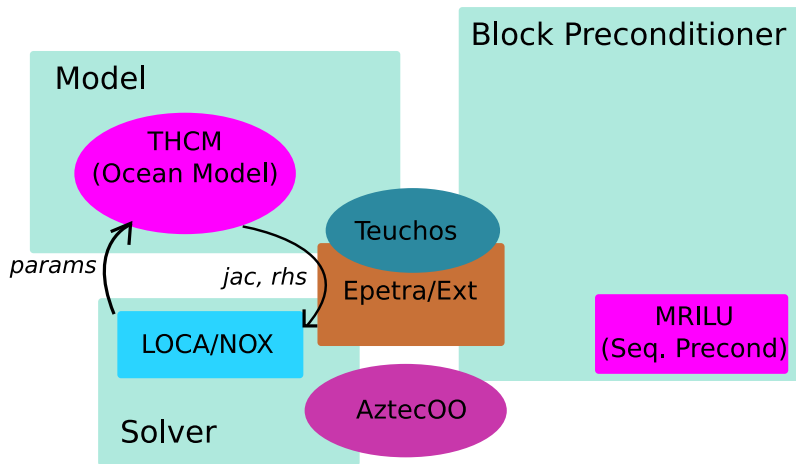 Block Preconditioner
Model
THCM
(Ocean Model)
Teuchos
params
jac, rhs
Epetra/Ext
MRILU
(Seq. Precond)
LOCA/NOX
AztecOO
Solver